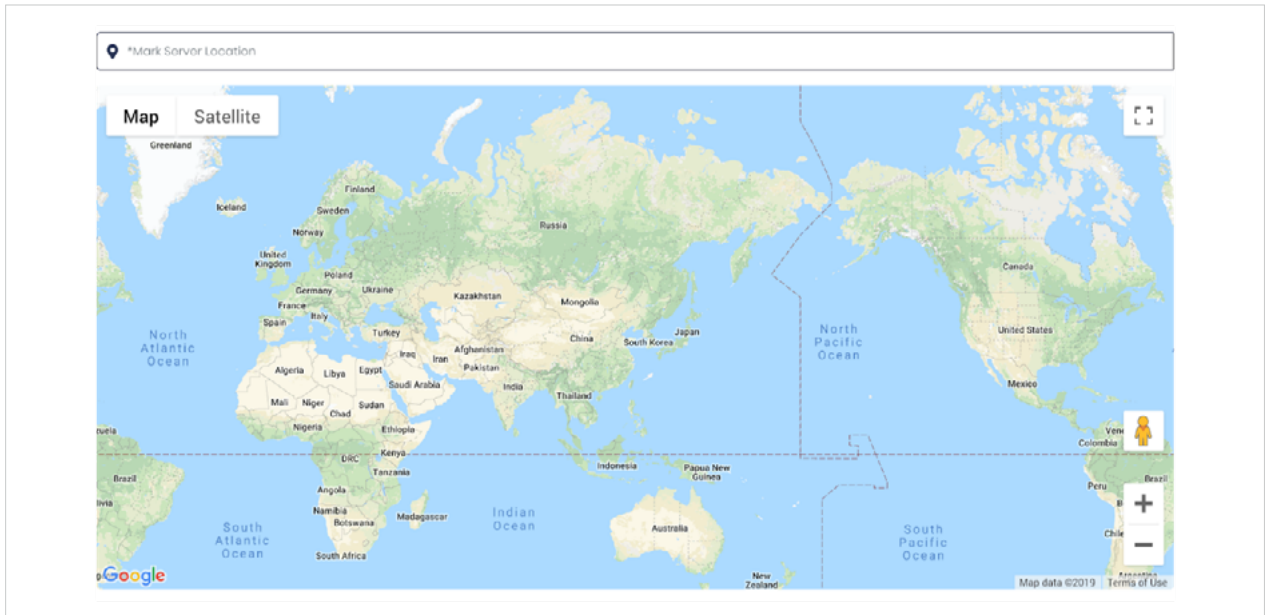 *Mark Server Location
Map
Satellite
Greenland
Iceland
Finland
Sweden
Norway
Russia
United
Kingdom
Poland
Germany
Ukraine
France
Italy
Spain
Kazakhstan
Mongolia
Turkey
China
Japan
South Korea
Iraq
Iran
Afghanistan
Pakistan
Algeria
Libya
Egypt
Saudi Arabia
India
Thailand
Mali
Niger
Chad
Sudan
Nigeria
Ethiopia
DRC
Kenya
Tanzania
Angola
Namibia
Botswana
Madagascar
South Africa
Indonesia
Papua New
Guinea
Australia
New
Zealand
North
Atlantic
Ocean
South
Atlantic
Ocean
Indian
Ocean
North
Pacific
Ocean
South
Pacific
Ocean
Canada
United States
Mexico
zuela
Brazil
livia
Ven
Colombia
Peru
Brazil
B
Chile
Argentina
+
−
Google
Map data ©2019
Terms of Use